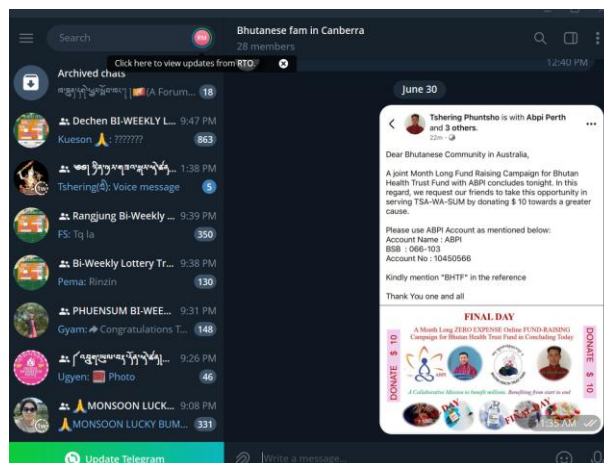 Search
RU
Click here to view updates from RTO.
Archived chats
(A Forum... 18
Dechen BI-WEEKLY L... 9:47 PM
Kueson 🙏: ??????? 863
1:38 PM
Tshering(ཚེ): Voice message 5
Rangjung Bi-Weekly ... 9:39 PM
FS: Tq la 350
Bi-Weekly Lottery Tr... 9:38 PM
Pema: Rinzin 130
PHUENSUM BI-WEE... 9:31 PM
Gyam: Congratulations T... 148
9:26 PM
Ugyen: Photo 46
🙏MONSOON LUCK... 9:08 PM
🙏MONSOON LUCKY BUM... 331
Update Telegram
Bhutanese fam in Canberra
28 members
12:40 PM
June 30
Tshering Phuntsho is with Abpi Perth
and 3 others.
22m
Dear Bhutanese Community in Australia,
A joint Month Long Fund Raising Campaign for Bhutan
Health Trust Fund with ABPI concludes tonight. In this
regard, we request our friends to take this opportunity in
serving TSA-WA-SUM by donating $ 10 towards a greater
cause.
Please use ABPI Account as mentioned below:
Account Name : ABPI
BSB : 066-103
Account No : 10450566
Kindly mention "BHTF" in the reference
Thank You one and all
FINAL DAY
A Month Long ZERO EXPENSE Online FUND-RAISING
Campaign for Bhutan Health Trust Fund in Concluding Today
DONATE $ 10
DONATE $ 10
ABPI
A Collaborative Mission to benefit millions. Benefiting from start to end
FINAL DAY
11:35 AM
Write a message...